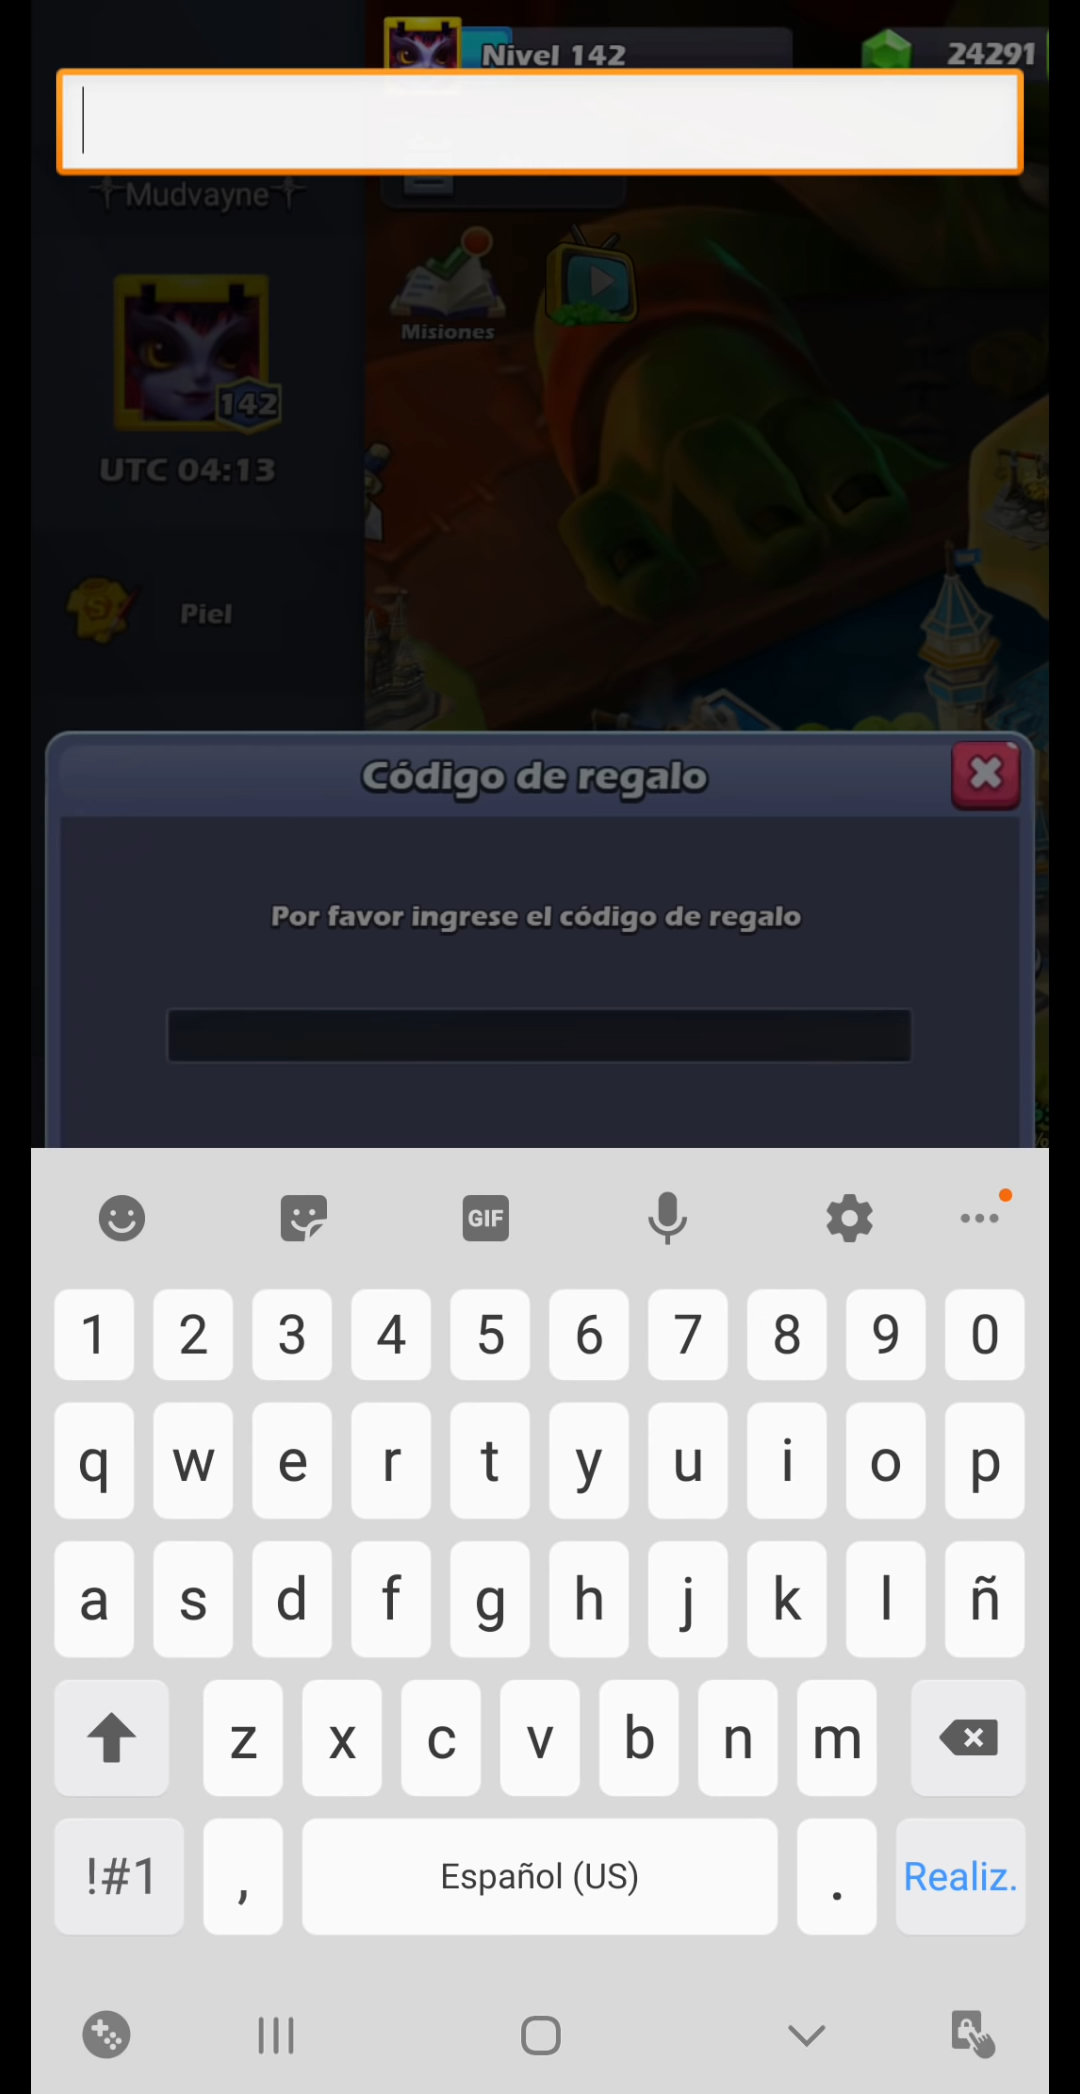 Nivel 142
24291
Mudvayne
Misiones
142
UTC 04:13
S
Piel
Código de regalo
Por favor ingrese el código de regalo
%
GIF
1 2 3 4 5 6 7 8 9 0
q w e r t y u i o p
a s d f g h j k l ñ
z x c v b n m
!#1 , Español (US) . Realiz.